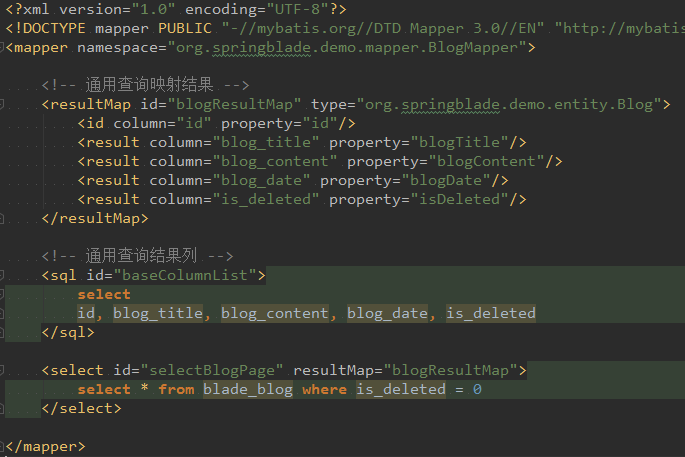 <?xml version="1.0" encoding="UTF-8"?>
<!DOCTYPE mapper PUBLIC "-//mybatis.org//DTD Mapper 3.0//EN" "http://mybatis
<mapper namespace="org.springblade.demo.mapper.BlogMapper">
<!-- 通用查询映射结果 -->
<resultMap id="blogResultMap" type="org.springblade.demo.entity.Blog">
<id column="id" property="id"/>
<result column="blog_title" property="blogTitle"/>
<result column="blog_content" property="blogContent"/>
<result column="blog_date" property="blogDate"/>
<result column="is_deleted" property="isDeleted"/>
</resultMap>
<!-- 通用查询结果列 -->
<sql id="baseColumnList">
select
id, blog_title, blog_content, blog_date, is_deleted
</sql>
<select id="selectBlogPage" resultMap="blogResultMap">
select * from blade_blog where is_deleted = 0
</select>
</mapper>